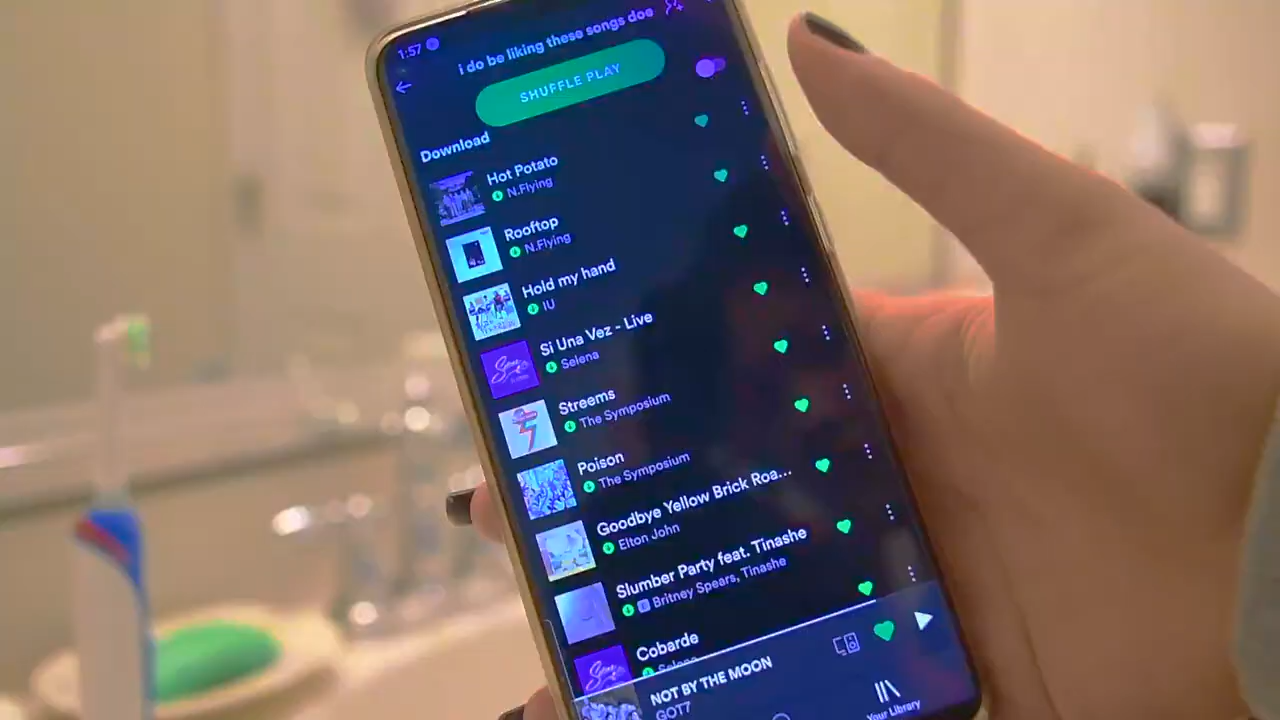 1:57
i do be liking these songs doe
SHUFFLE PLAY
Download
Hot Potato
N.Flying
Rooftop
N.Flying
Hold my hand
IU
Si Una Vez - Live
Selena
Streems
The Symposium
Poison
The Symposium
Goodbye Yellow Brick Roa...
Elton John
Slumber Party feat. Tinashe
E Britney Spears, Tinashe
Cobarde
Selena
NOT BY THE MOON
GOT7
Your Library